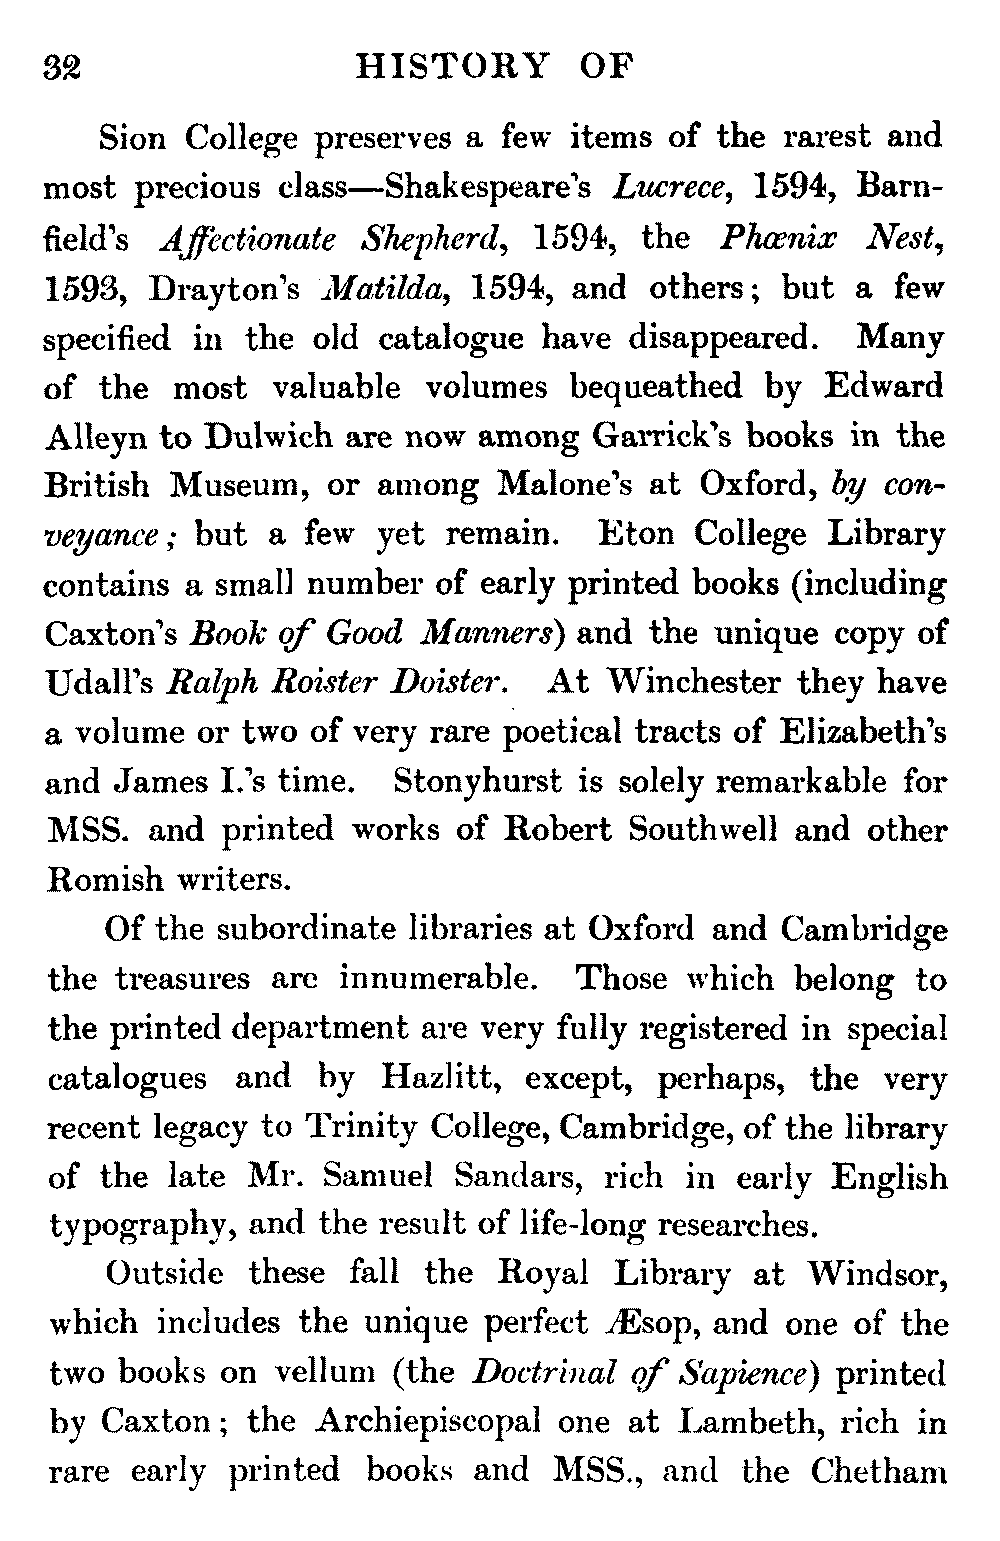 32 HISTORY OF
Sion College preserves a few items of the rarest and
most precious class—Shakespeare's Lucrece, 1594, Barn-
field's Affectionate Shepherd, 1594, the Phœnix Nest,
1593, Drayton's Matilda, 1594, and others; but a few
specified in the old catalogue have disappeared. Many
of the most valuable volumes bequeathed by Edward
Alleyn to Dulwich are now among Garrick's books in the
British Museum, or among Malone's at Oxford, by con-
veyance; but a few yet remain. Eton College Library
contains a small number of early printed books (including
Caxton's Book of Good Manners) and the unique copy of
Udall's Ralph Roister Doister. At Winchester they have
a volume or two of very rare poetical tracts of Elizabeth's
and James I.'s time. Stonyhurst is solely remarkable for
MSS. and printed works of Robert Southwell and other
Romish writers.
Of the subordinate libraries at Oxford and Cambridge
the treasures are innumerable. Those which belong to
the printed department are very fully registered in special
catalogues and by Hazlitt, except, perhaps, the very
recent legacy to Trinity College, Cambridge, of the library
of the late Mr. Samuel Sandars, rich in early English
typography, and the result of life-long researches.
Outside these fall the Royal Library at Windsor,
which includes the unique perfect Æsop, and one of the
two books on vellum (the Doctrinal of Sapience) printed
by Caxton; the Archiepiscopal one at Lambeth, rich in
rare early printed books and MSS., and the Chetham